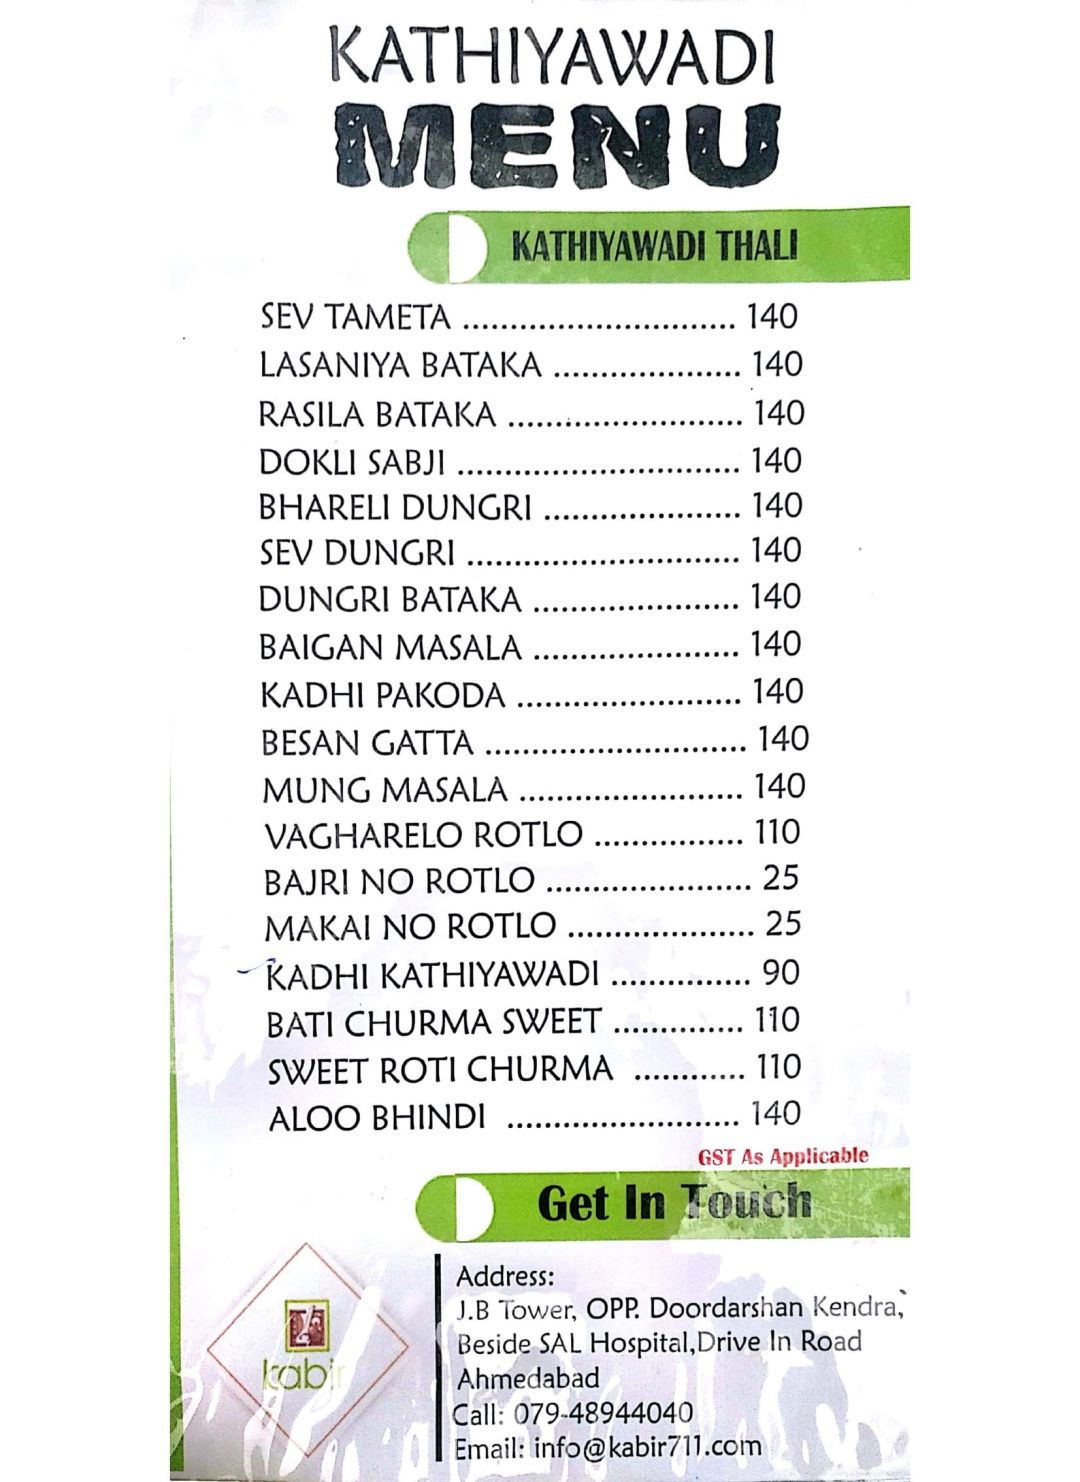 KATHIYAWADI
MENU
KATHIYAWADI THALI
SEV TAMETA ............................. 140
LASANIYA BATAKA .................... 140
RASILA BATAKA ......................... 140
DOKLI SABJI .............................. 140
BHARELI DUNGRI ..................... 140
SEV DUNGRI ............................. 140
DUNGRI BATAKA ...................... 140
BAIGAN MASALA ...................... 140
KADHI PAKODA ........................ 140
BESAN GATTA ............................ 140
MUNG MASALA ........................ 140
VAGHARELO ROTLO ................ 110
BAJRI NO ROTLO ...................... 25
MAKAI NO ROTLO .................... 25
KADHI KATHIYAWADI ............... 90
BATI CHURMA SWEET .............. 110
SWEET ROTI CHURMA ............ 110
ALOO BHINDI ......................... 140
GST As Applicable
Get In Touch
Address:
J.B Tower, OPP. Doordarshan Kendra,
Beside SAL Hospital,Drive In Road
Ahmedabad
Call: 079-48944040
Email: info@kabir711.com
kabir